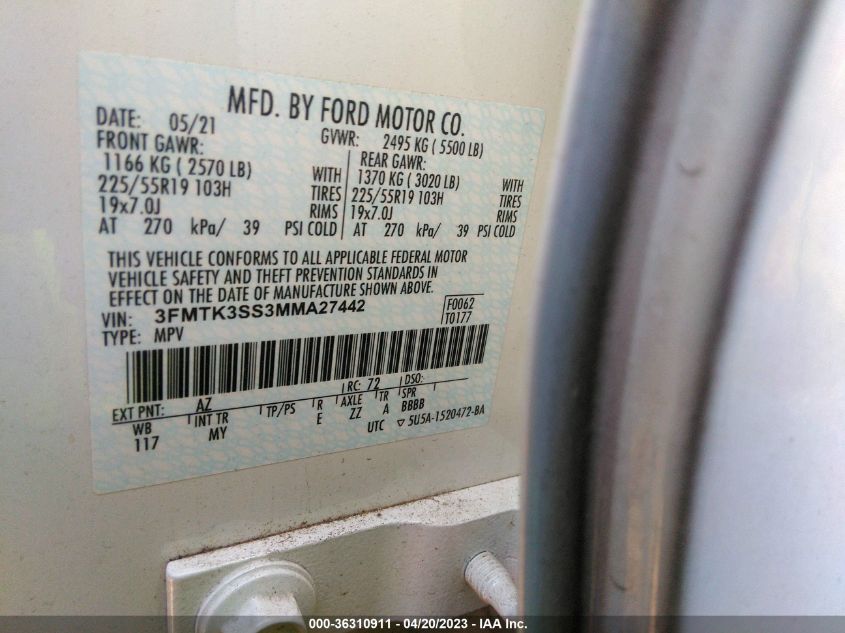 MFD. BY FORD MOTOR CO.
DATE: 05/21 GVWR: 2495 KG ( 5500 LB)
FRONT GAWR: REAR GAWR:
1166 KG ( 2570 LB) WITH 1370 KG ( 3020 LB) WITH
225/55R19 103H TIRES 225/55R19 103H TIRES
19x7.0J RIMS 19x7.0J RIMS
AT 270 kPa/ 39 PSI COLD AT 270 kPa/ 39 PSI COLD
THIS VEHICLE CONFORMS TO ALL APPLICABLE FEDERAL MOTOR
VEHICLE SAFETY AND THEFT PREVENTION STANDARDS IN
EFFECT ON THE DATE OF MANUFACTURE SHOWN ABOVE.
VIN: 3FMTK3SS3MMA27442 F0062
TYPE: MPV T0177
EXT PNT: AZ RC: 72 DSO:
WB INT TR TP/PS R AXLE TR SPR
117 MY E ZZ A BBBB
UTC ▽ 5U5A-1520472-BA
000-36310911 - 04/20/2023 - IAA Inc.